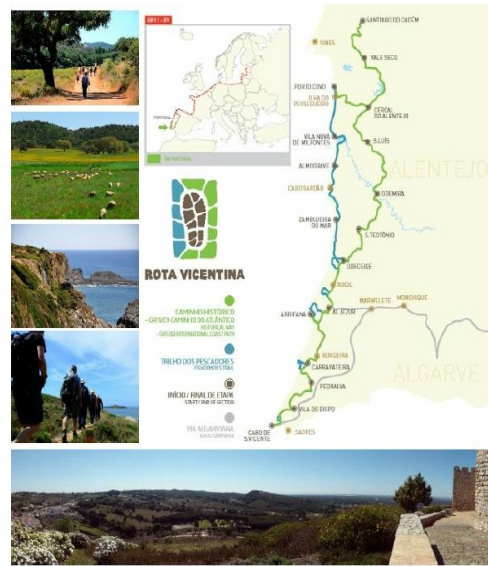 SANTIAGO DO CACÉM
SINES
VALE SECO
PORTO COVO
ILHA DO
PESSEGUEIRO
CERCAL
DO ALENTEJO
VILA NOVA
DE MILFONTES
S. LUÍS
ALMOGRAVE
ALENTEJO
CABO SARDÃO
ODEMIRA
ZAMBUJEIRA
DO MAR
S. TEOTÓNIO
ODECEIXE
ROGIL
ARRIFANA
ALJEZUR
MARMELETE
MONCHIQUE
BORDEIRA
CARRAPATEIRA
ALGARVE
PEDRALVA
VILA DO BISPO
CABO DE
S.VICENTE
SAGRES
PORTUGAL
ROTA VICENTINA
CAMINHO HISTÓRICO
HISTORICAL WAY
TRILHO DOS PESCADORES
INÍCIO / FINAL DE ETAPA
VIA ALGARVIANA